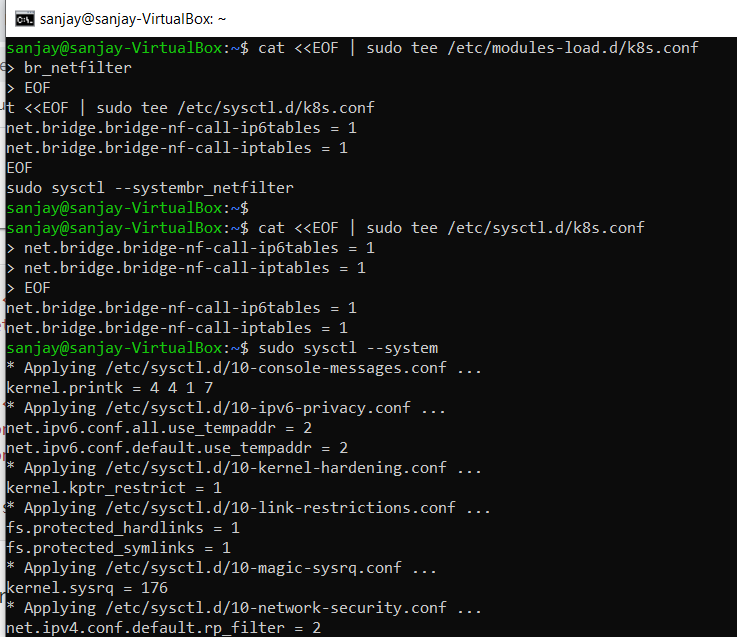 sanjay@sanjay-VirtualBox: ~
sanjay@sanjay-VirtualBox:~$ cat <<EOF | sudo tee /etc/modules-load.d/k8s.conf
> br_netfilter
> EOF
t <<EOF | sudo tee /etc/sysctl.d/k8s.conf
net.bridge.bridge-nf-call-ip6tables = 1
net.bridge.bridge-nf-call-iptables = 1
EOF
sudo sysctl --systembr_netfilter
sanjay@sanjay-VirtualBox:~$
sanjay@sanjay-VirtualBox:~$ cat <<EOF | sudo tee /etc/sysctl.d/k8s.conf
> net.bridge.bridge-nf-call-ip6tables = 1
> net.bridge.bridge-nf-call-iptables = 1
> EOF
net.bridge.bridge-nf-call-ip6tables = 1
net.bridge.bridge-nf-call-iptables = 1
sanjay@sanjay-VirtualBox:~$ sudo sysctl --system
* Applying /etc/sysctl.d/10-console-messages.conf ...
kernel.printk = 4 4 1 7
* Applying /etc/sysctl.d/10-ipv6-privacy.conf ...
net.ipv6.conf.all.use_tempaddr = 2
net.ipv6.conf.default.use_tempaddr = 2
* Applying /etc/sysctl.d/10-kernel-hardening.conf ...
kernel.kptr_restrict = 1
* Applying /etc/sysctl.d/10-link-restrictions.conf ...
fs.protected_hardlinks = 1
fs.protected_symlinks = 1
* Applying /etc/sysctl.d/10-magic-sysrq.conf ...
kernel.sysrq = 176
* Applying /etc/sysctl.d/10-network-security.conf ...
net.ipv4.conf.default.rp_filter = 2